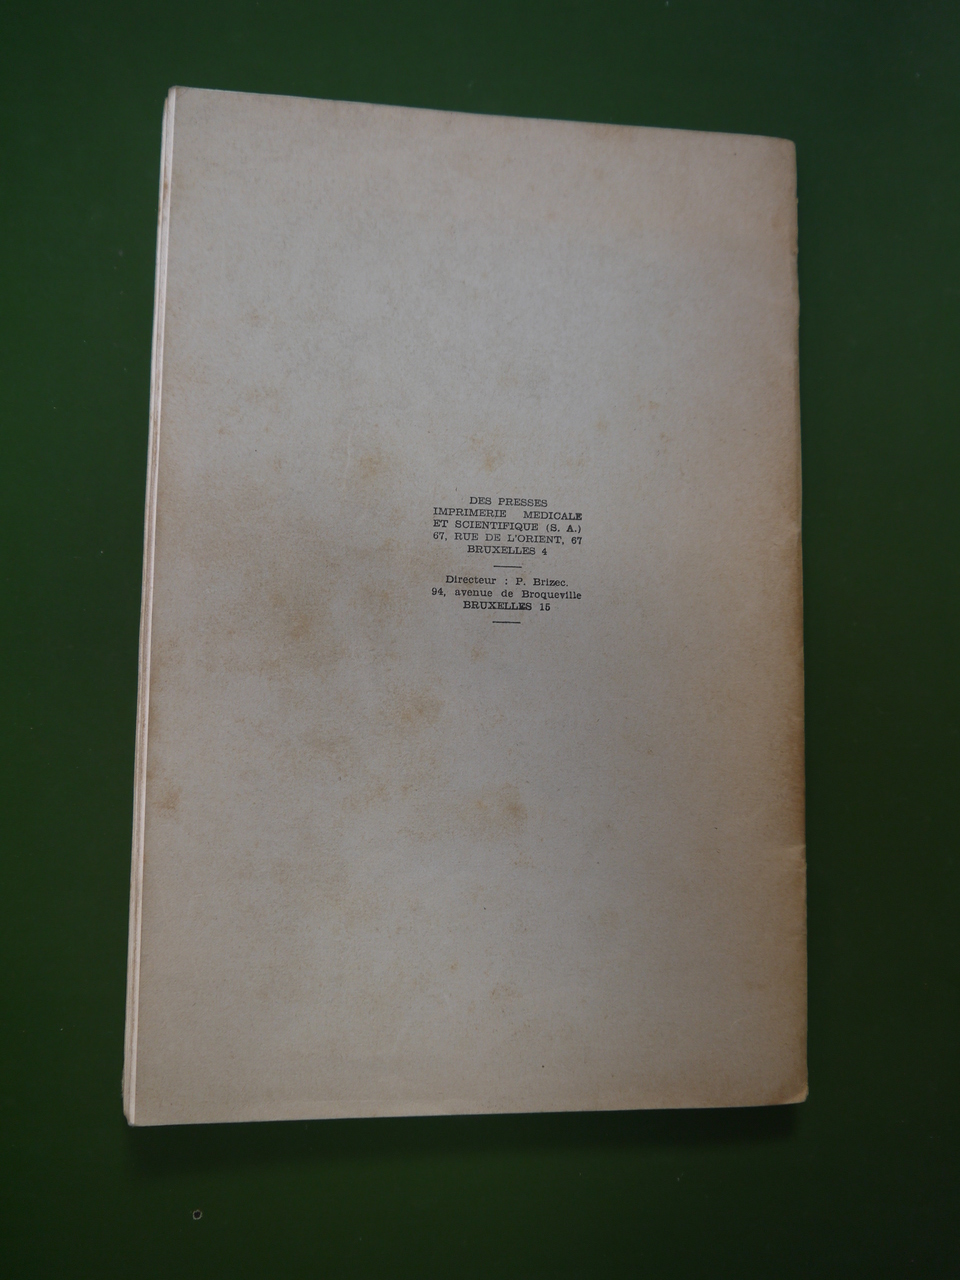 DES PRESSES
IMPRIMERIE MEDICALE
ET SCIENTIFIQUE (S. A.)
67, RUE DE L'ORIENT, 67
BRUXELLES 4
Directeur : P. Brizec.
94, avenue de Broqueville
BRUXELLES 15